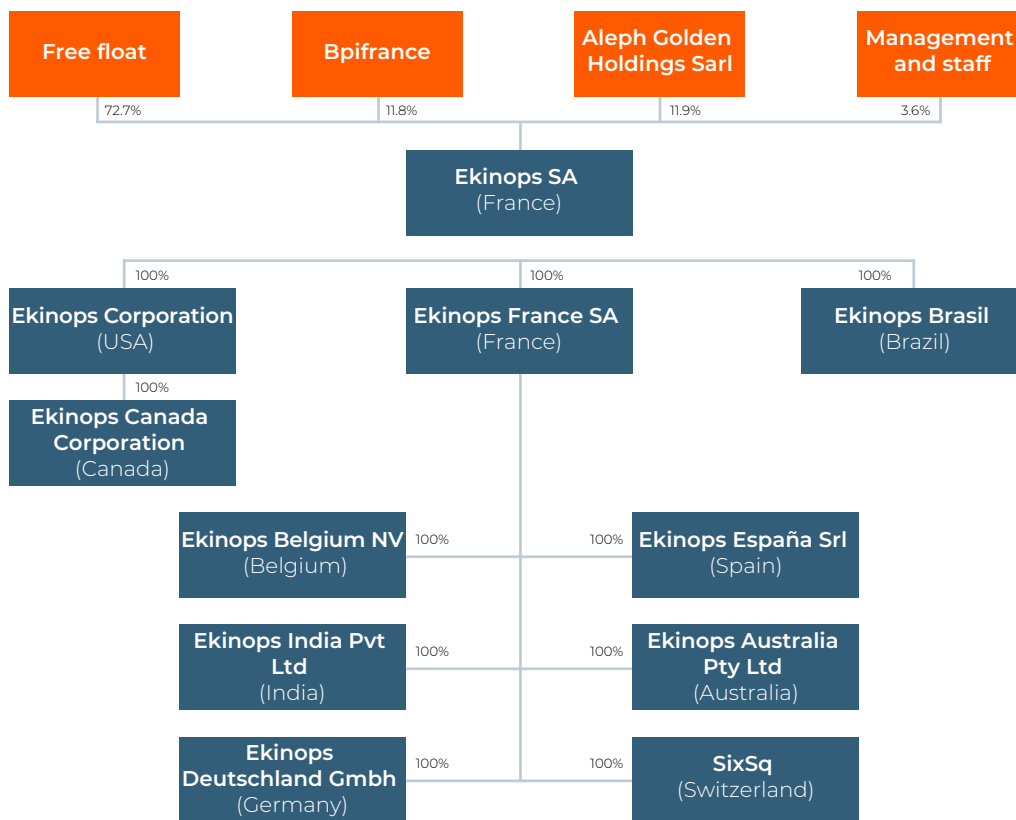 Free float
Bpifrance
Aleph Golden
Holdings Sarl
Management
and staff
72.7%
11.8%
11.9%
3.6%
Ekinops SA
(France)
100%
100%
100%
Ekinops Corporation
(USA)
Ekinops France SA
(France)
Ekinops Brasil
(Brazil)
100%
Ekinops Canada
Corporation
(Canada)
Ekinops Belgium NV
(Belgium)
100%
100%
Ekinops España Srl
(Spain)
Ekinops India Pvt
Ltd
(India)
100%
100%
Ekinops Australia
Pty Ltd
(Australia)
Ekinops
Deutschland Gmbh
(Germany)
100%
100%
SixSq
(Switzerland)